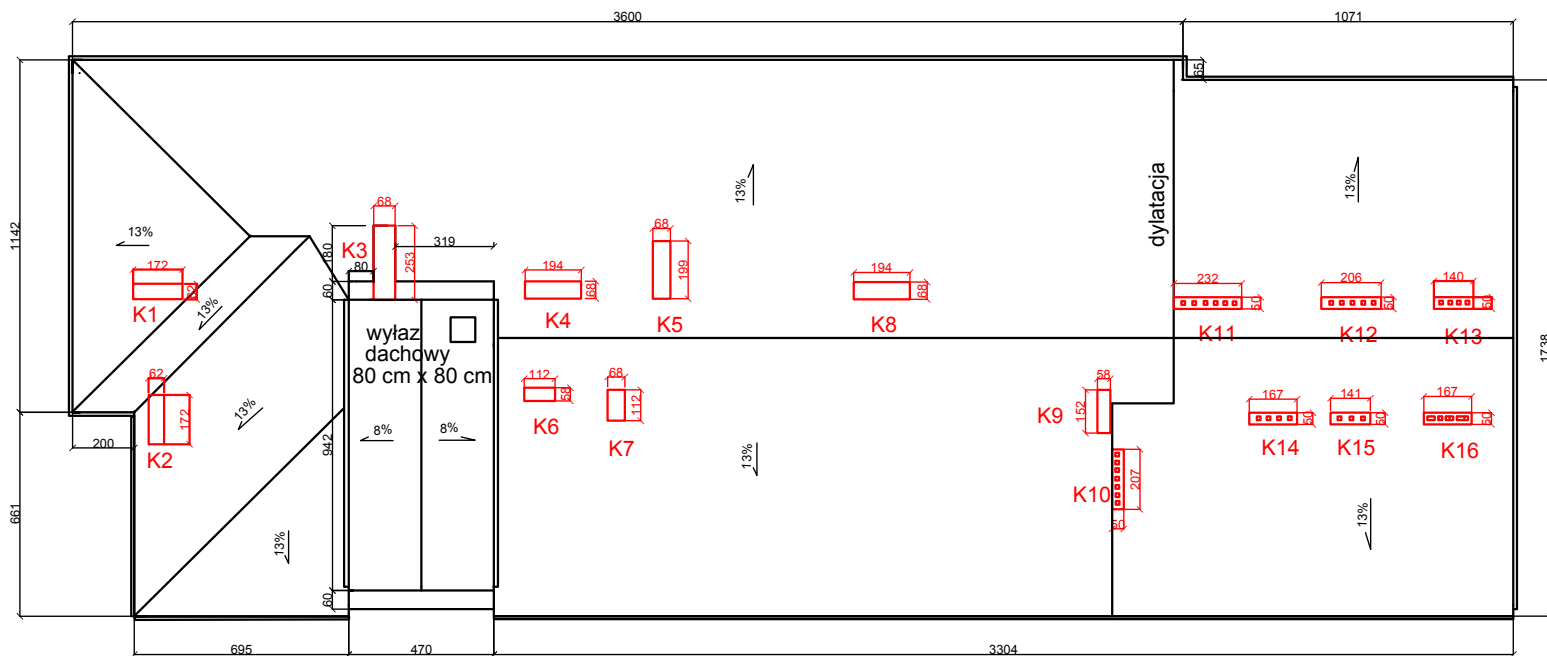 3600
1071
65
1142
661
1738
200
695
470
3304
13%
13%
13%
13%
13%
13%
13%
13%
8%
8%
dylatacja
wyłaz
dachowy
80 cm x 80 cm
180
60
942
60
80
319
68
253
K3
172
62
K1
62
172
K2
194
68
K4
68
199
K5
112
58
K6
68
112
K7
194
68
K8
58
152
K9
207
50
K10
232
50
K11
206
50
K12
140
50
K13
167
50
K14
141
50
K15
167
50
K16